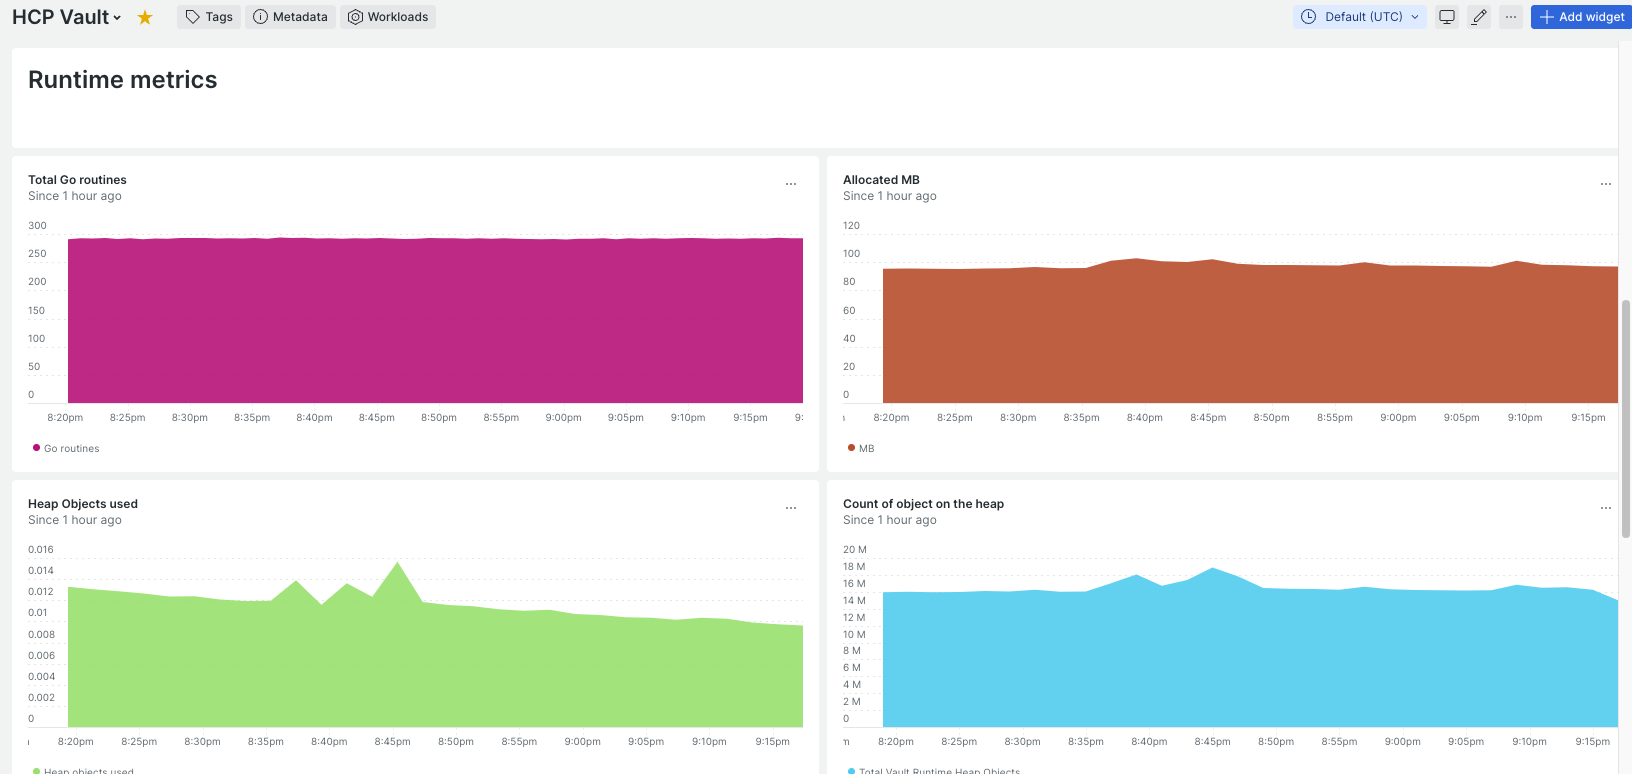 HCP Vault
Tags
Metadata
Workloads
Default (UTC)
Add widget
Runtime metrics
Total Go routines
Since 1 hour ago
300
250
200
150
100
50
0
8:20pm 8:25pm 8:30pm 8:35pm 8:40pm 8:45pm 8:50pm 8:55pm 9:00pm 9:05pm 9:10pm 9:15pm 9:
Go routines
Allocated MB
Since 1 hour ago
120
100
80
60
40
20
0
8:20pm 8:25pm 8:30pm 8:35pm 8:40pm 8:45pm 8:50pm 8:55pm 9:00pm 9:05pm 9:10pm 9:15pm
MB
Heap Objects used
Since 1 hour ago
0.016
0.014
0.012
0.01
0.008
0.006
0.004
0.002
0
8:20pm 8:25pm 8:30pm 8:35pm 8:40pm 8:45pm 8:50pm 8:55pm 9:00pm 9:05pm 9:10pm 9:15pm
Heap objects used
Count of object on the heap
Since 1 hour ago
20 M
18 M
16 M
14 M
12 M
10 M
8 M
6 M
4 M
2 M
0
8:20pm 8:25pm 8:30pm 8:35pm 8:40pm 8:45pm 8:50pm 8:55pm 9:00pm 9:05pm 9:10pm 9:15pm
Total Vault Runtime Heap Objects